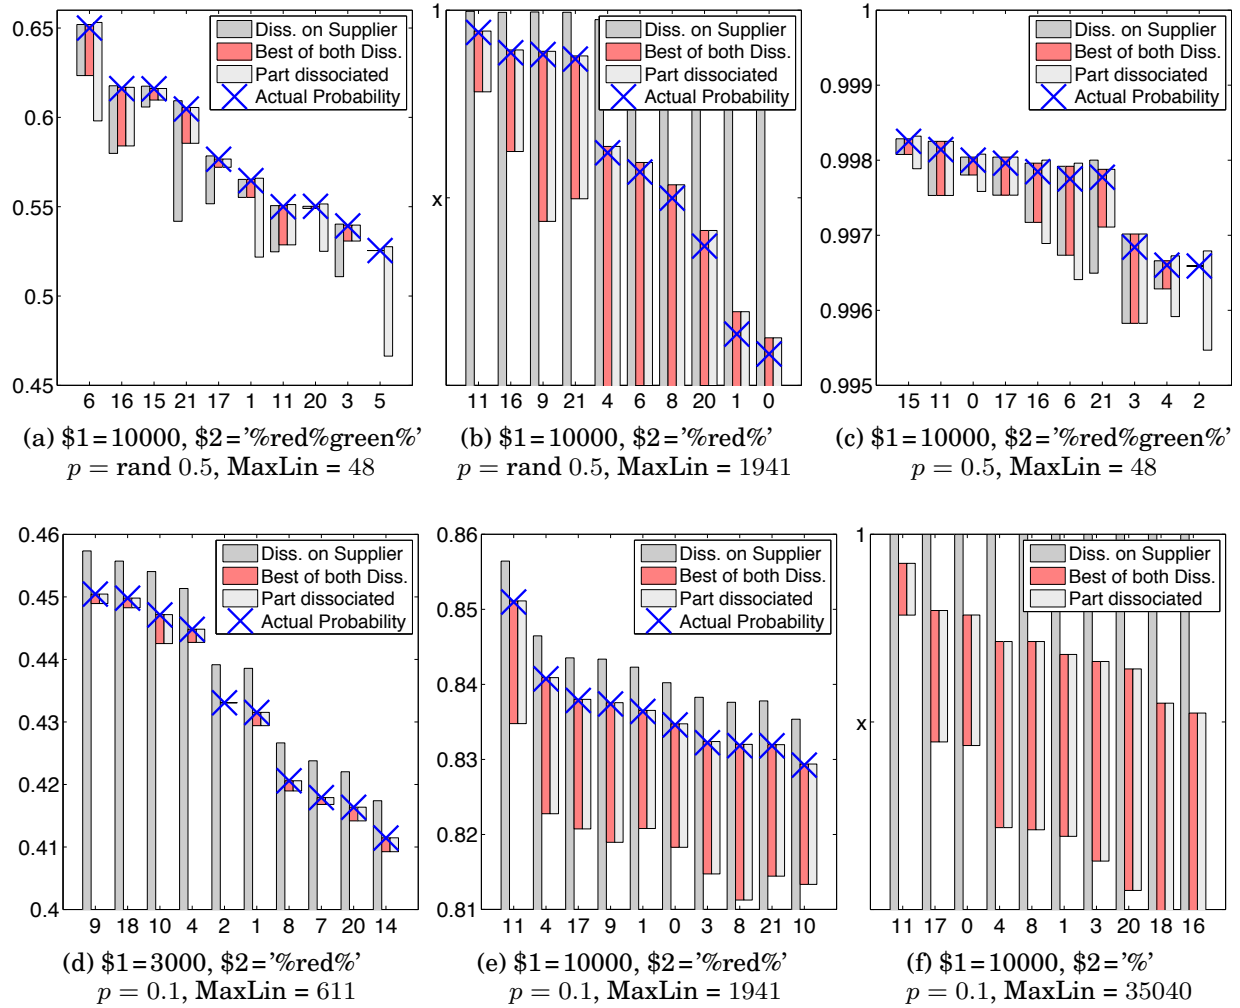 0.65
0.6
0.55
0.5
0.45
Diss. on Supplier
Best of both Diss.
Part dissociated
Actual Probability
6 16 15 21 17 1 11 20 3 5
(a) $1=10000, $2='%red%green%'
p = rand 0.5, MaxLin = 48
1
x
Diss. on Supplier
Best of both Diss.
Part dissociated
Actual Probability
11 16 9 21 4 6 8 20 1 0
(b) $1=10000, $2='%red%'
p = rand 0.5, MaxLin = 1941
1
0.999
0.998
0.997
0.996
0.995
Diss. on Supplier
Best of both Diss.
Part dissociated
Actual Probability
15 11 0 17 16 6 21 3 4 2
(c) $1=10000, $2='%red%green%'
p = 0.5, MaxLin = 48
0.46
0.45
0.44
0.43
0.42
0.41
0.4
Diss. on Supplier
Best of both Diss.
Part dissociated
Actual Probability
9 18 10 4 2 1 8 7 20 14
(d) $1=3000, $2='%red%'
p = 0.1, MaxLin = 611
0.86
0.85
0.84
0.83
0.82
0.81
Diss. on Supplier
Best of both Diss.
Part dissociated
Actual Probability
11 4 17 9 1 0 3 8 21 10
(e) $1=10000, $2='%red%'
p = 0.1, MaxLin = 1941
1
x
Diss. on Supplier
Best of both Diss.
Part dissociated
11 17 0 4 8 1 3 20 18 16
(f) $1=10000, $2='%'
p = 0.1, MaxLin = 35040